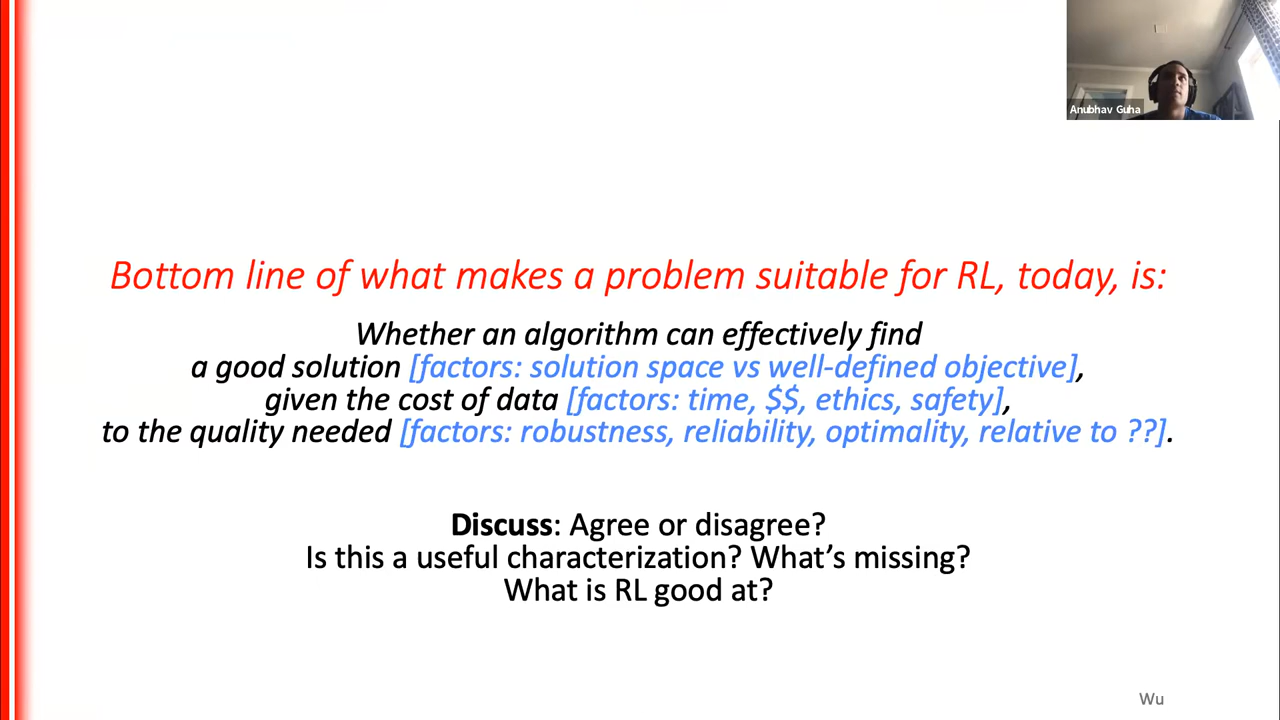 Anubhav Guha
Bottom line of what makes a problem suitable for RL, today, is:
Whether an algorithm can effectively find
a good solution [factors: solution space vs well-defined objective],
given the cost of data [factors: time, $$, ethics, safety],
to the quality needed [factors: robustness, reliability, optimality, relative to ??].
Discuss: Agree or disagree?
Is this a useful characterization? What’s missing?
What is RL good at?
Wu